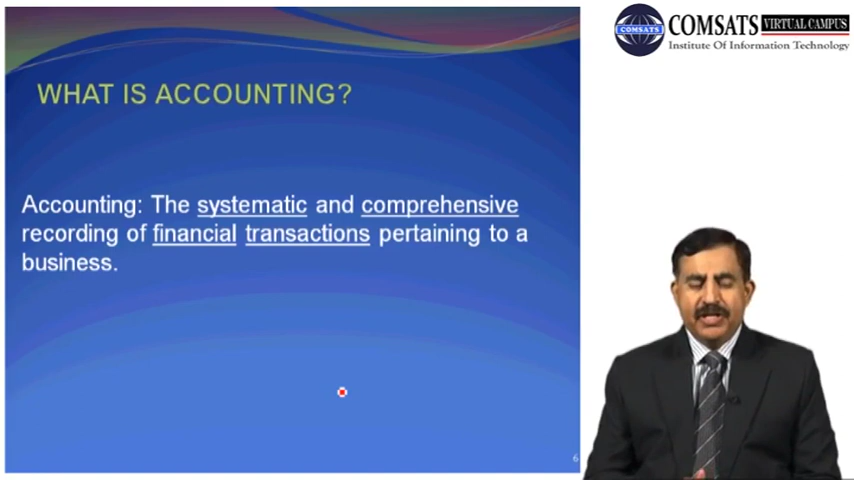 COMSATS VIRTUAL CAMPUS
COMSATS
Institute Of Information Technology
WHAT IS ACCOUNTING?
Accounting: The systematic and comprehensive
recording of financial transactions pertaining to a
business.
6